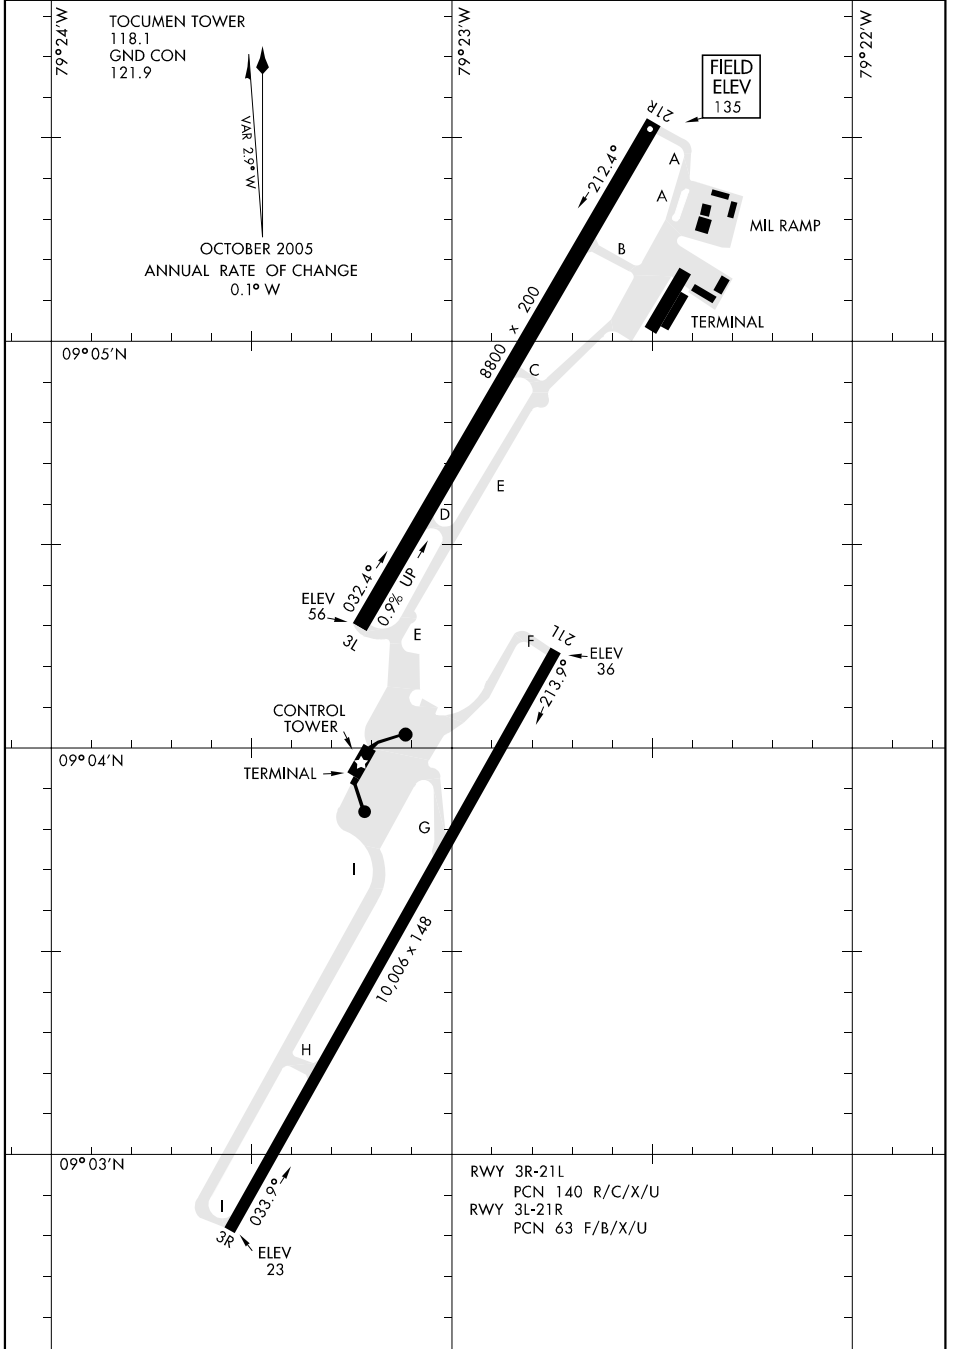 TOCUMEN TOWER
118.1
GND CON
121.9
79°24'W
79°23'W
79°22'W
VAR 2.9° W
OCTOBER 2005
ANNUAL RATE OF CHANGE
0.1° W
FIELD
ELEV
135
21R
212.4°
A
A
B
MIL RAMP
TERMINAL
8800 x 200
09°05'N
C
E
D
032.4°
0.9% UP
ELEV
56
3L
E
F
21L
ELEV
36
213.9°
CONTROL
TOWER
TERMINAL
09°04'N
G
I
10,006 x 148
H
09°03'N
I
033.9°
3R
ELEV
23
RWY 3R-21L
PCN 140 R/C/X/U
RWY 3L-21R
PCN 63 F/B/X/U